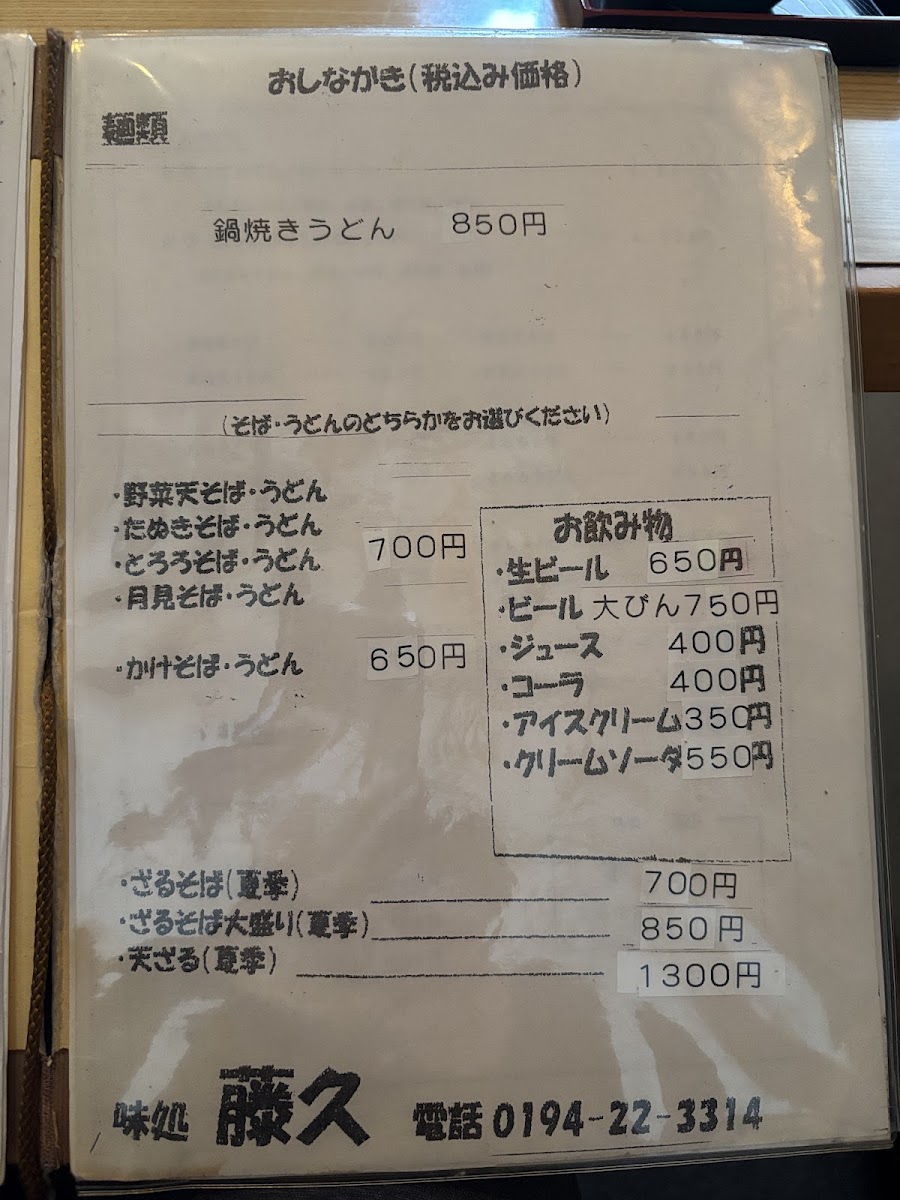 おしながき(税込み価格)
麺類
鍋焼きうどん 850円
(そば・うどんのどちらかをお選びください)
・野菜天そば・うどん
・たぬきそば・うどん
・とろろそば・うどん
・月見そば・うどん
700円
・かけそば・うどん 650円
お飲み物
・生ビール 650円
・ビール 大びん750円
・ジュース 400円
・コーラ 400円
・アイスクリーム350円
・クリームソーダ550円
・ざるそば(夏季) 700円
・ざるそば大盛り(夏季) 850円
・天ざる(夏季) 1300円
味処 藤久 電話 0194-22-3314